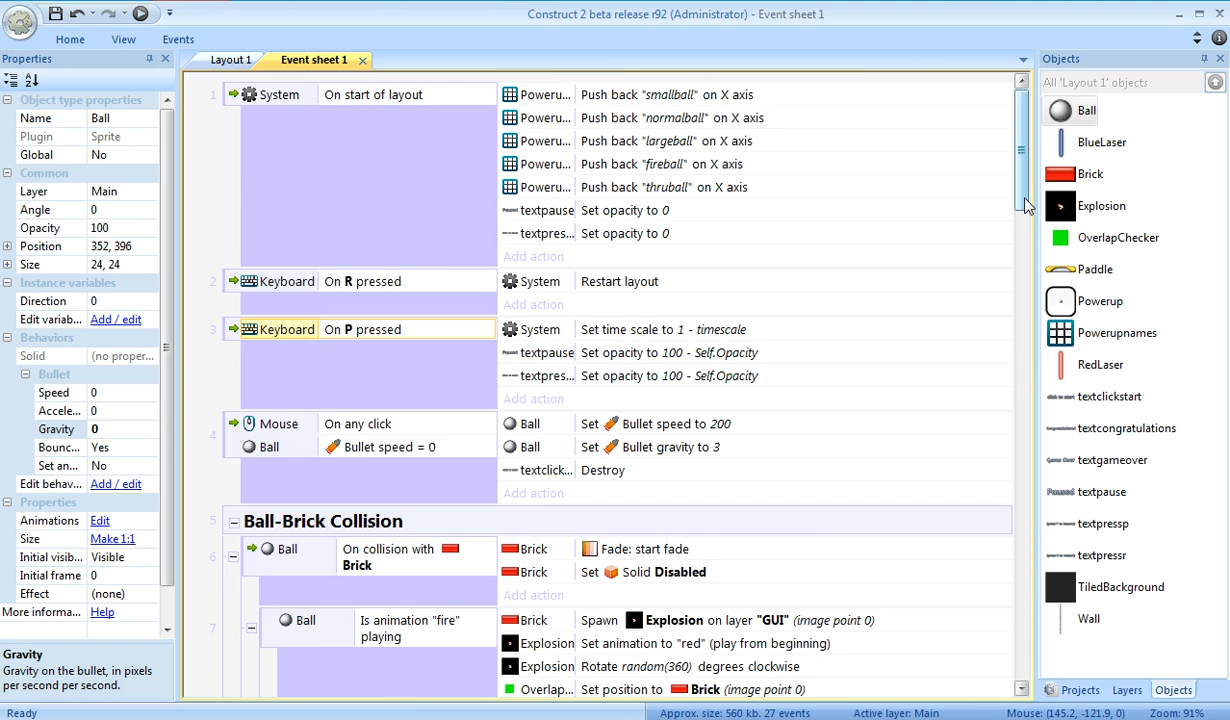 Construct 2 beta release r92 (Administrator) - Event sheet 1
Home View Events
Properties
Layout 1 Event sheet 1
Objects
Object type properties
Name Ball
Plugin Sprite
Global No
Common
Layer Main
Angle 0
Opacity 100
Position 352, 396
Size 24, 24
Instance variables
Direction 0
Edit variab... Add / edit
Behaviors
Solid (no proper...
Bullet
Speed 0
Accele... 0
Gravity 0
Bounc... Yes
Set an... No
Edit behav... Add / edit
Properties
Animations Edit
Size Make 1:1
Initial visib... Visible
Initial frame 0
Effect (none)
More informa... Help
Gravity
Gravity on the bullet, in pixels
per second per second.
1 System On start of layout
Poweru... Push back "smallball" on X axis
Poweru... Push back "normalball" on X axis
Poweru... Push back "largeball" on X axis
Poweru... Push back "fireball" on X axis
Poweru... Push back "thruball" on X axis
textpause Set opacity to 0
textpres... Set opacity to 0
Add action
2 Keyboard On R pressed System Restart layout
Add action
3 Keyboard On P pressed System Set time scale to 1 - timescale
textpause Set opacity to 100 - Self.Opacity
textpres... Set opacity to 100 - Self.Opacity
Add action
4 Mouse On any click Ball Set Bullet speed to 200
Ball Bullet speed = 0 Ball Set Bullet gravity to 3
textclick... Destroy
Add action
5 Ball-Brick Collision
6 Ball On collision with Brick
Brick Fade: start fade
Brick Set Solid Disabled
Add action
7 Ball Is animation "fire" playing
Brick Spawn Explosion on layer "GUI" (image point 0)
Explosion Set animation to "red" (play from beginning)
Explosion Rotate random(360) degrees clockwise
Overlap... Set position to Brick (image point 0)
All 'Layout 1' objects
Ball
BlueLaser
Brick
Explosion
OverlapChecker
Paddle
Powerup
Powerupnames
RedLaser
textclickstart
textcongratulations
textgameover
textpause
textpressp
textpressr
TiledBackground
Wall
Projects Layers Objects
Ready Approx. size: 560 kb. 27 events Active layer: Main Mouse: (145.2, -121.9, 0) Zoom: 91%